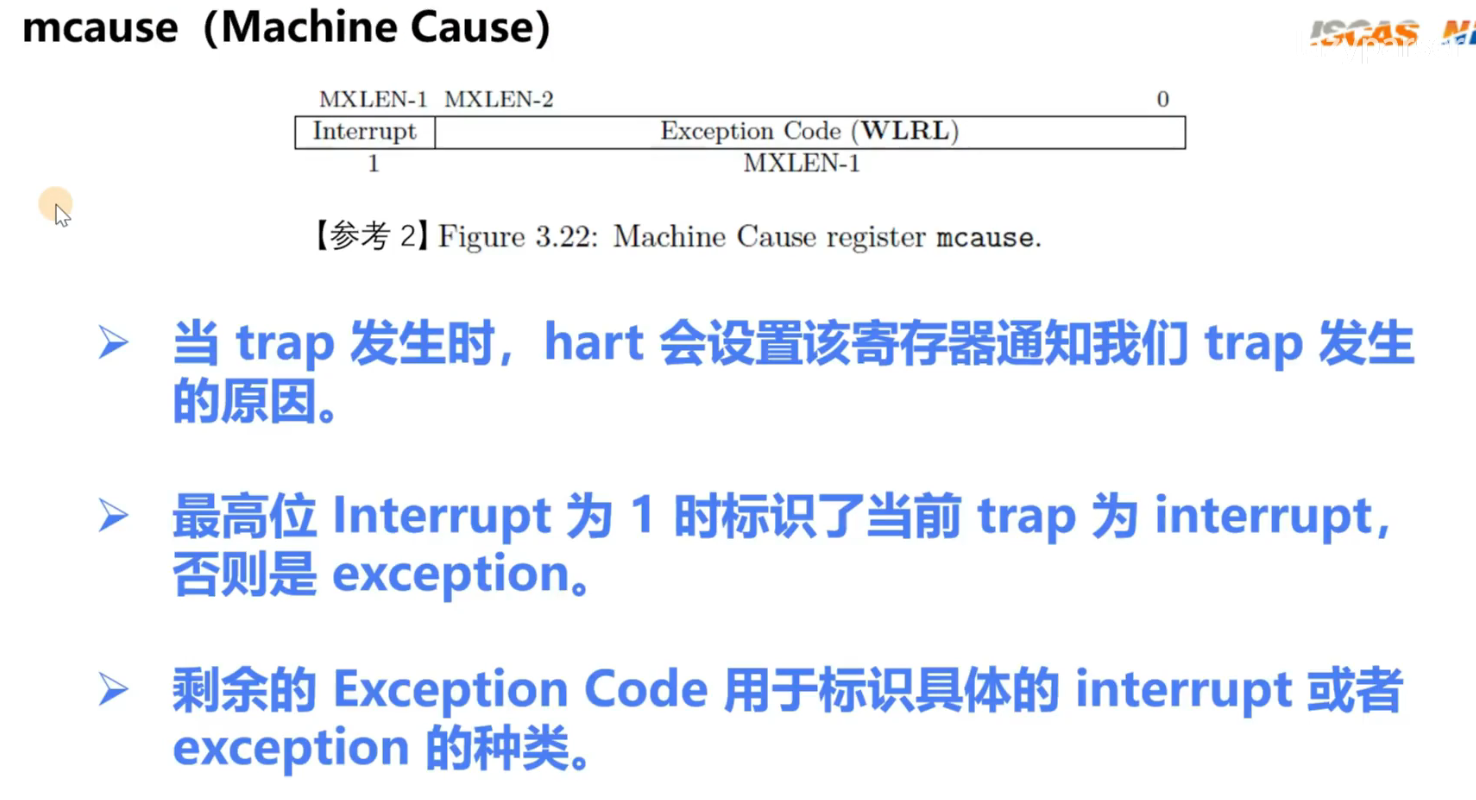 mcause（Machine Cause）
ISCAS
MXLEN-1 MXLEN-2 0
Interrupt Exception Code (WLRL)
1 MXLEN-1
【参考 2】Figure 3.22: Machine Cause register mcause.
➢ 当 trap 发生时，hart 会设置该寄存器通知我们 trap 发生
的原因。
➢ 最高位 Interrupt 为 1 时标识了当前 trap 为 interrupt，
否则是 exception。
➢ 剩余的 Exception Code 用于标识具体的 interrupt 或者
exception 的种类。